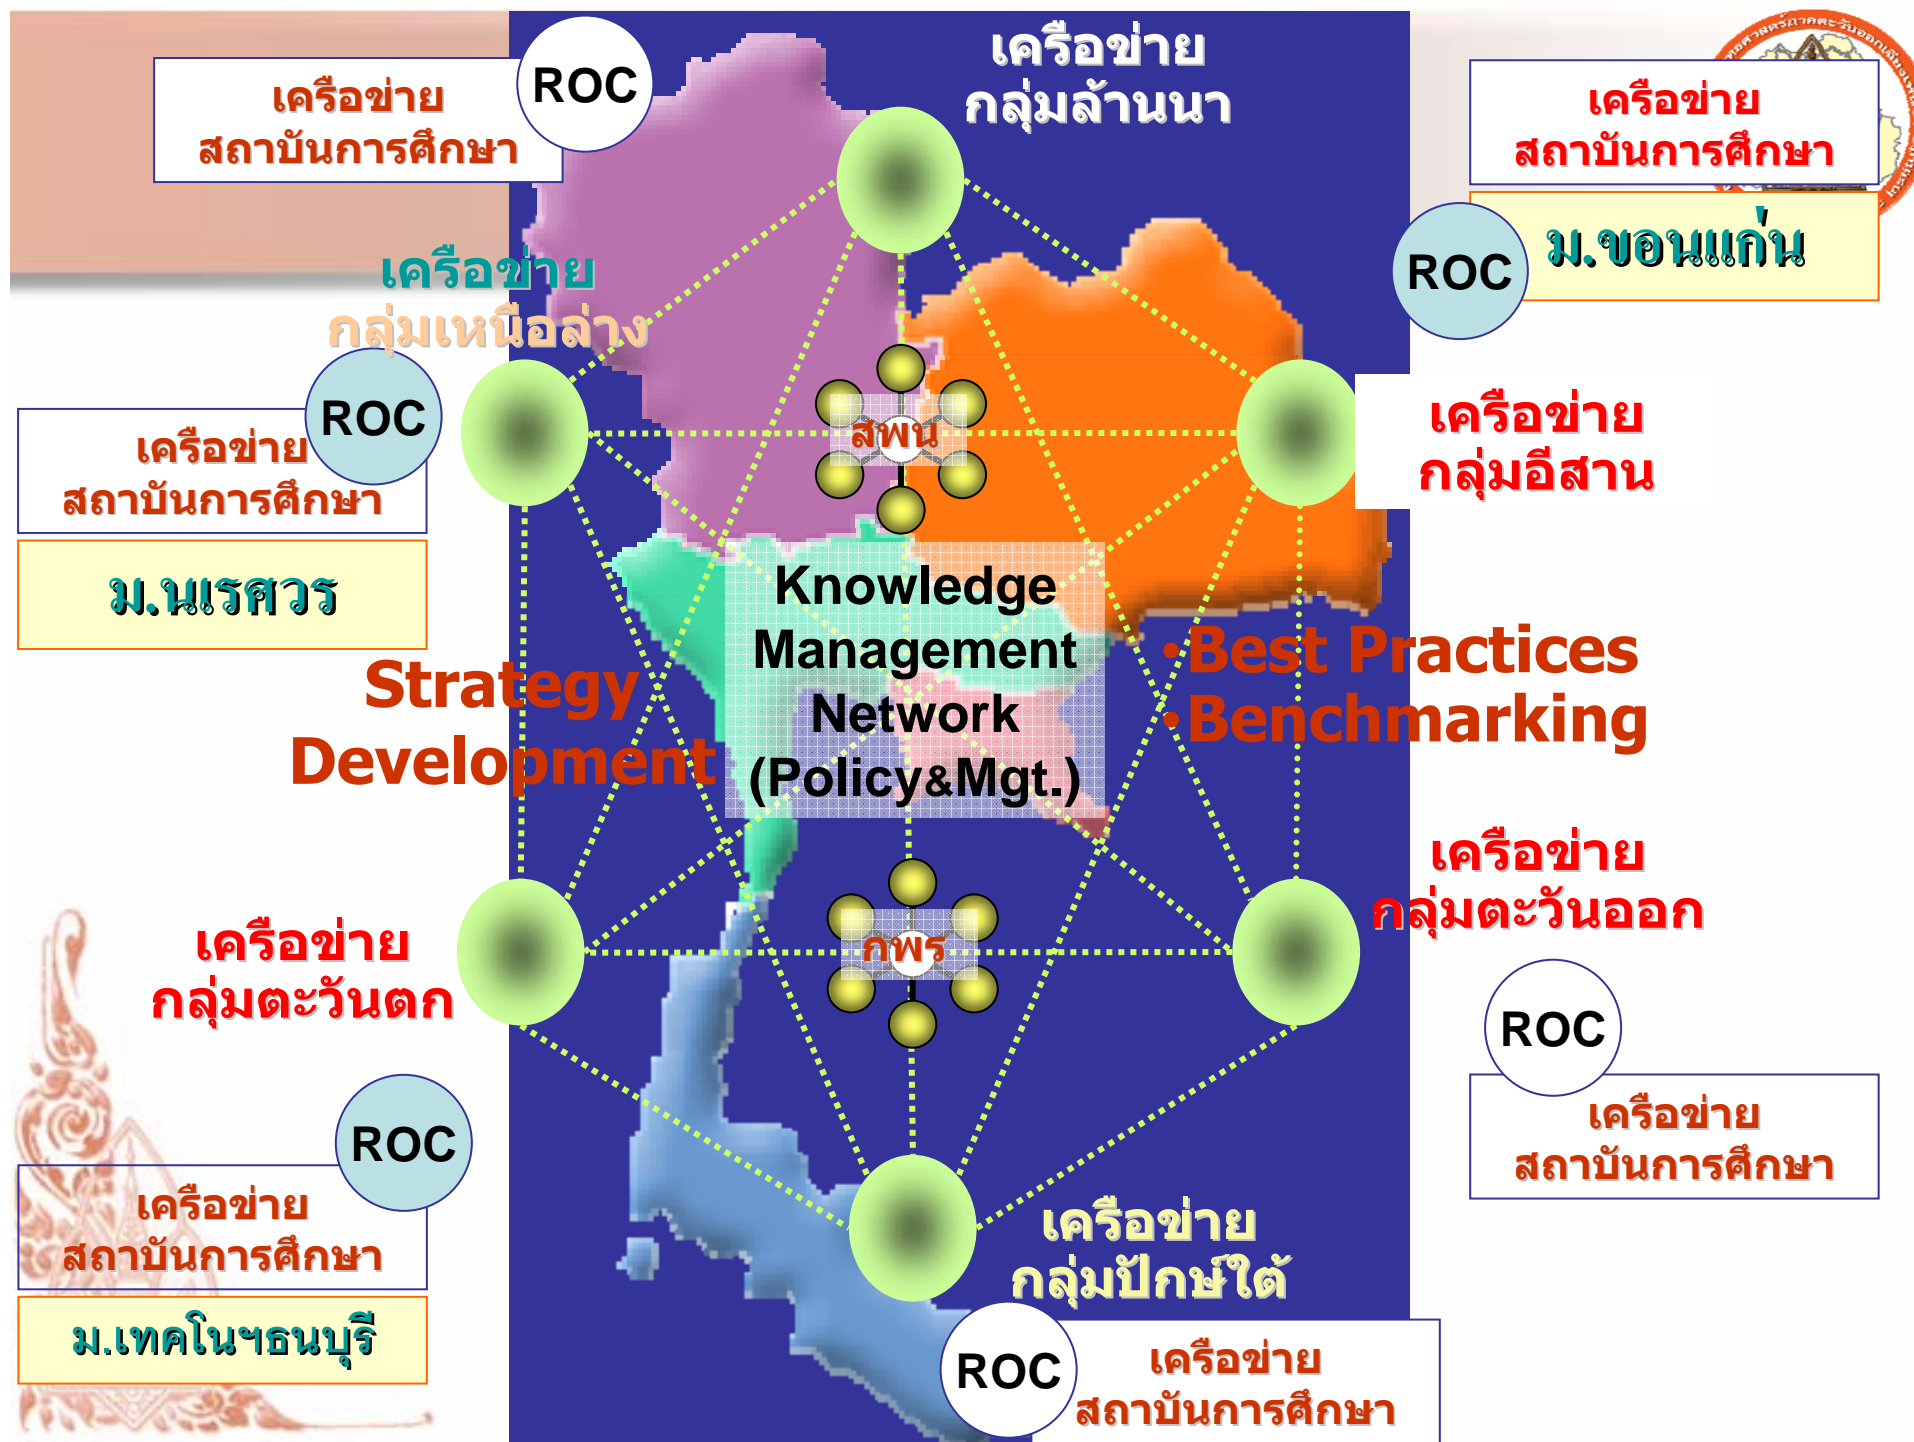 เครือข่าย
กลุ่มล้านนา
ROC
เครือข่าย
สถาบันการศึกษา
เครือข่าย
สถาบันการศึกษา
ม.ขอนแก่น
ROC
เครือข่าย
กลุ่มเหนือล่าง
ROC
เครือข่าย
สถาบันการศึกษา
ม.นเรศวร
สพน
เครือข่าย
กลุ่มอีสาน
Knowledge
Management
Network
(Policy&Mgt.)
Strategy
Development
•Best Practices
•Benchmarking
เครือข่าย
กลุ่มตะวันออก
กพร
เครือข่าย
กลุ่มตะวันตก
ROC
เครือข่าย
สถาบันการศึกษา
ROC
เครือข่าย
สถาบันการศึกษา
ม.เทคโนฯธนบุรี
เครือข่าย
กลุ่มปักษ์ใต้
ROC
เครือข่าย
สถาบันการศึกษา